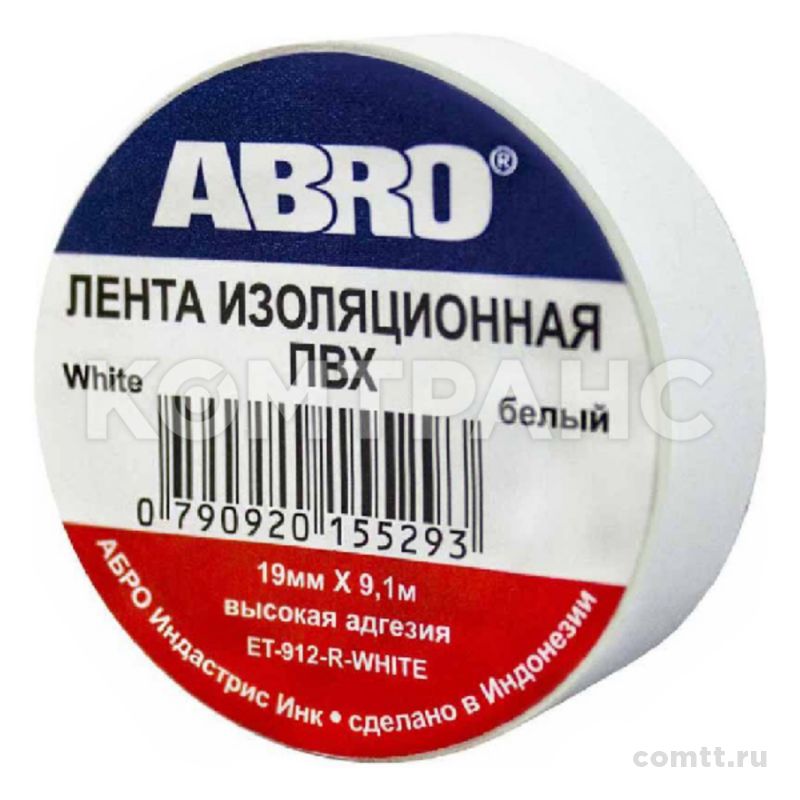 ABRO®
ЛЕНТА ИЗОЛЯЦИОННАЯ
ПВХ
White
белый
КОМТРАНС
0 790920 155293
19мм X 9,1м
высокая адгезия
ET-912-R-WHITE
АБРО Индастрис Инк • сделано в Индонезии
comtt.ru